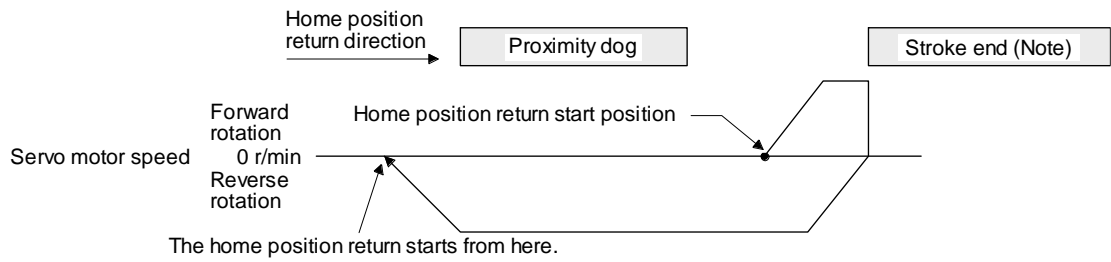 Home position
return direction
Proximity dog
Stroke end (Note)
Forward
rotation
Home position return start position
Servo motor speed
0 r/min
Reverse
rotation
The home position return starts from here.